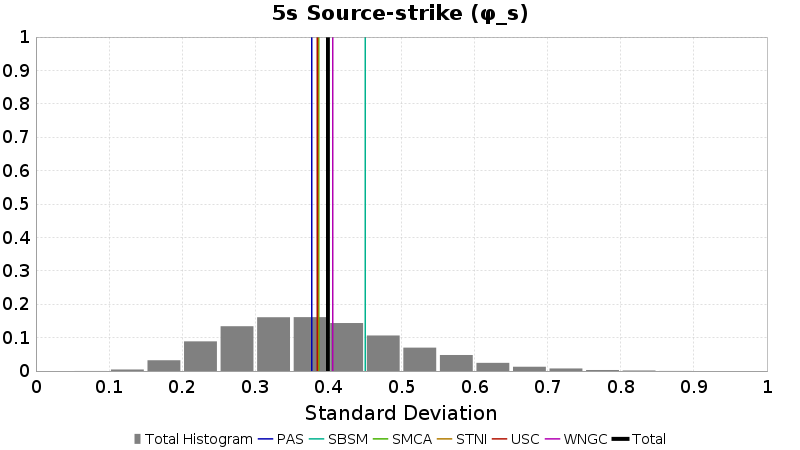 5s Source-strike (φ_s)
1
0.9
0.8
0.7
0.6
0.5
0.4
0.3
0.2
0.1
0
0 0.1 0.2 0.3 0.4 0.5 0.6 0.7 0.8 0.9 1
Standard Deviation
Total Histogram PAS SBSM SMCA STNI USC WNGC Total